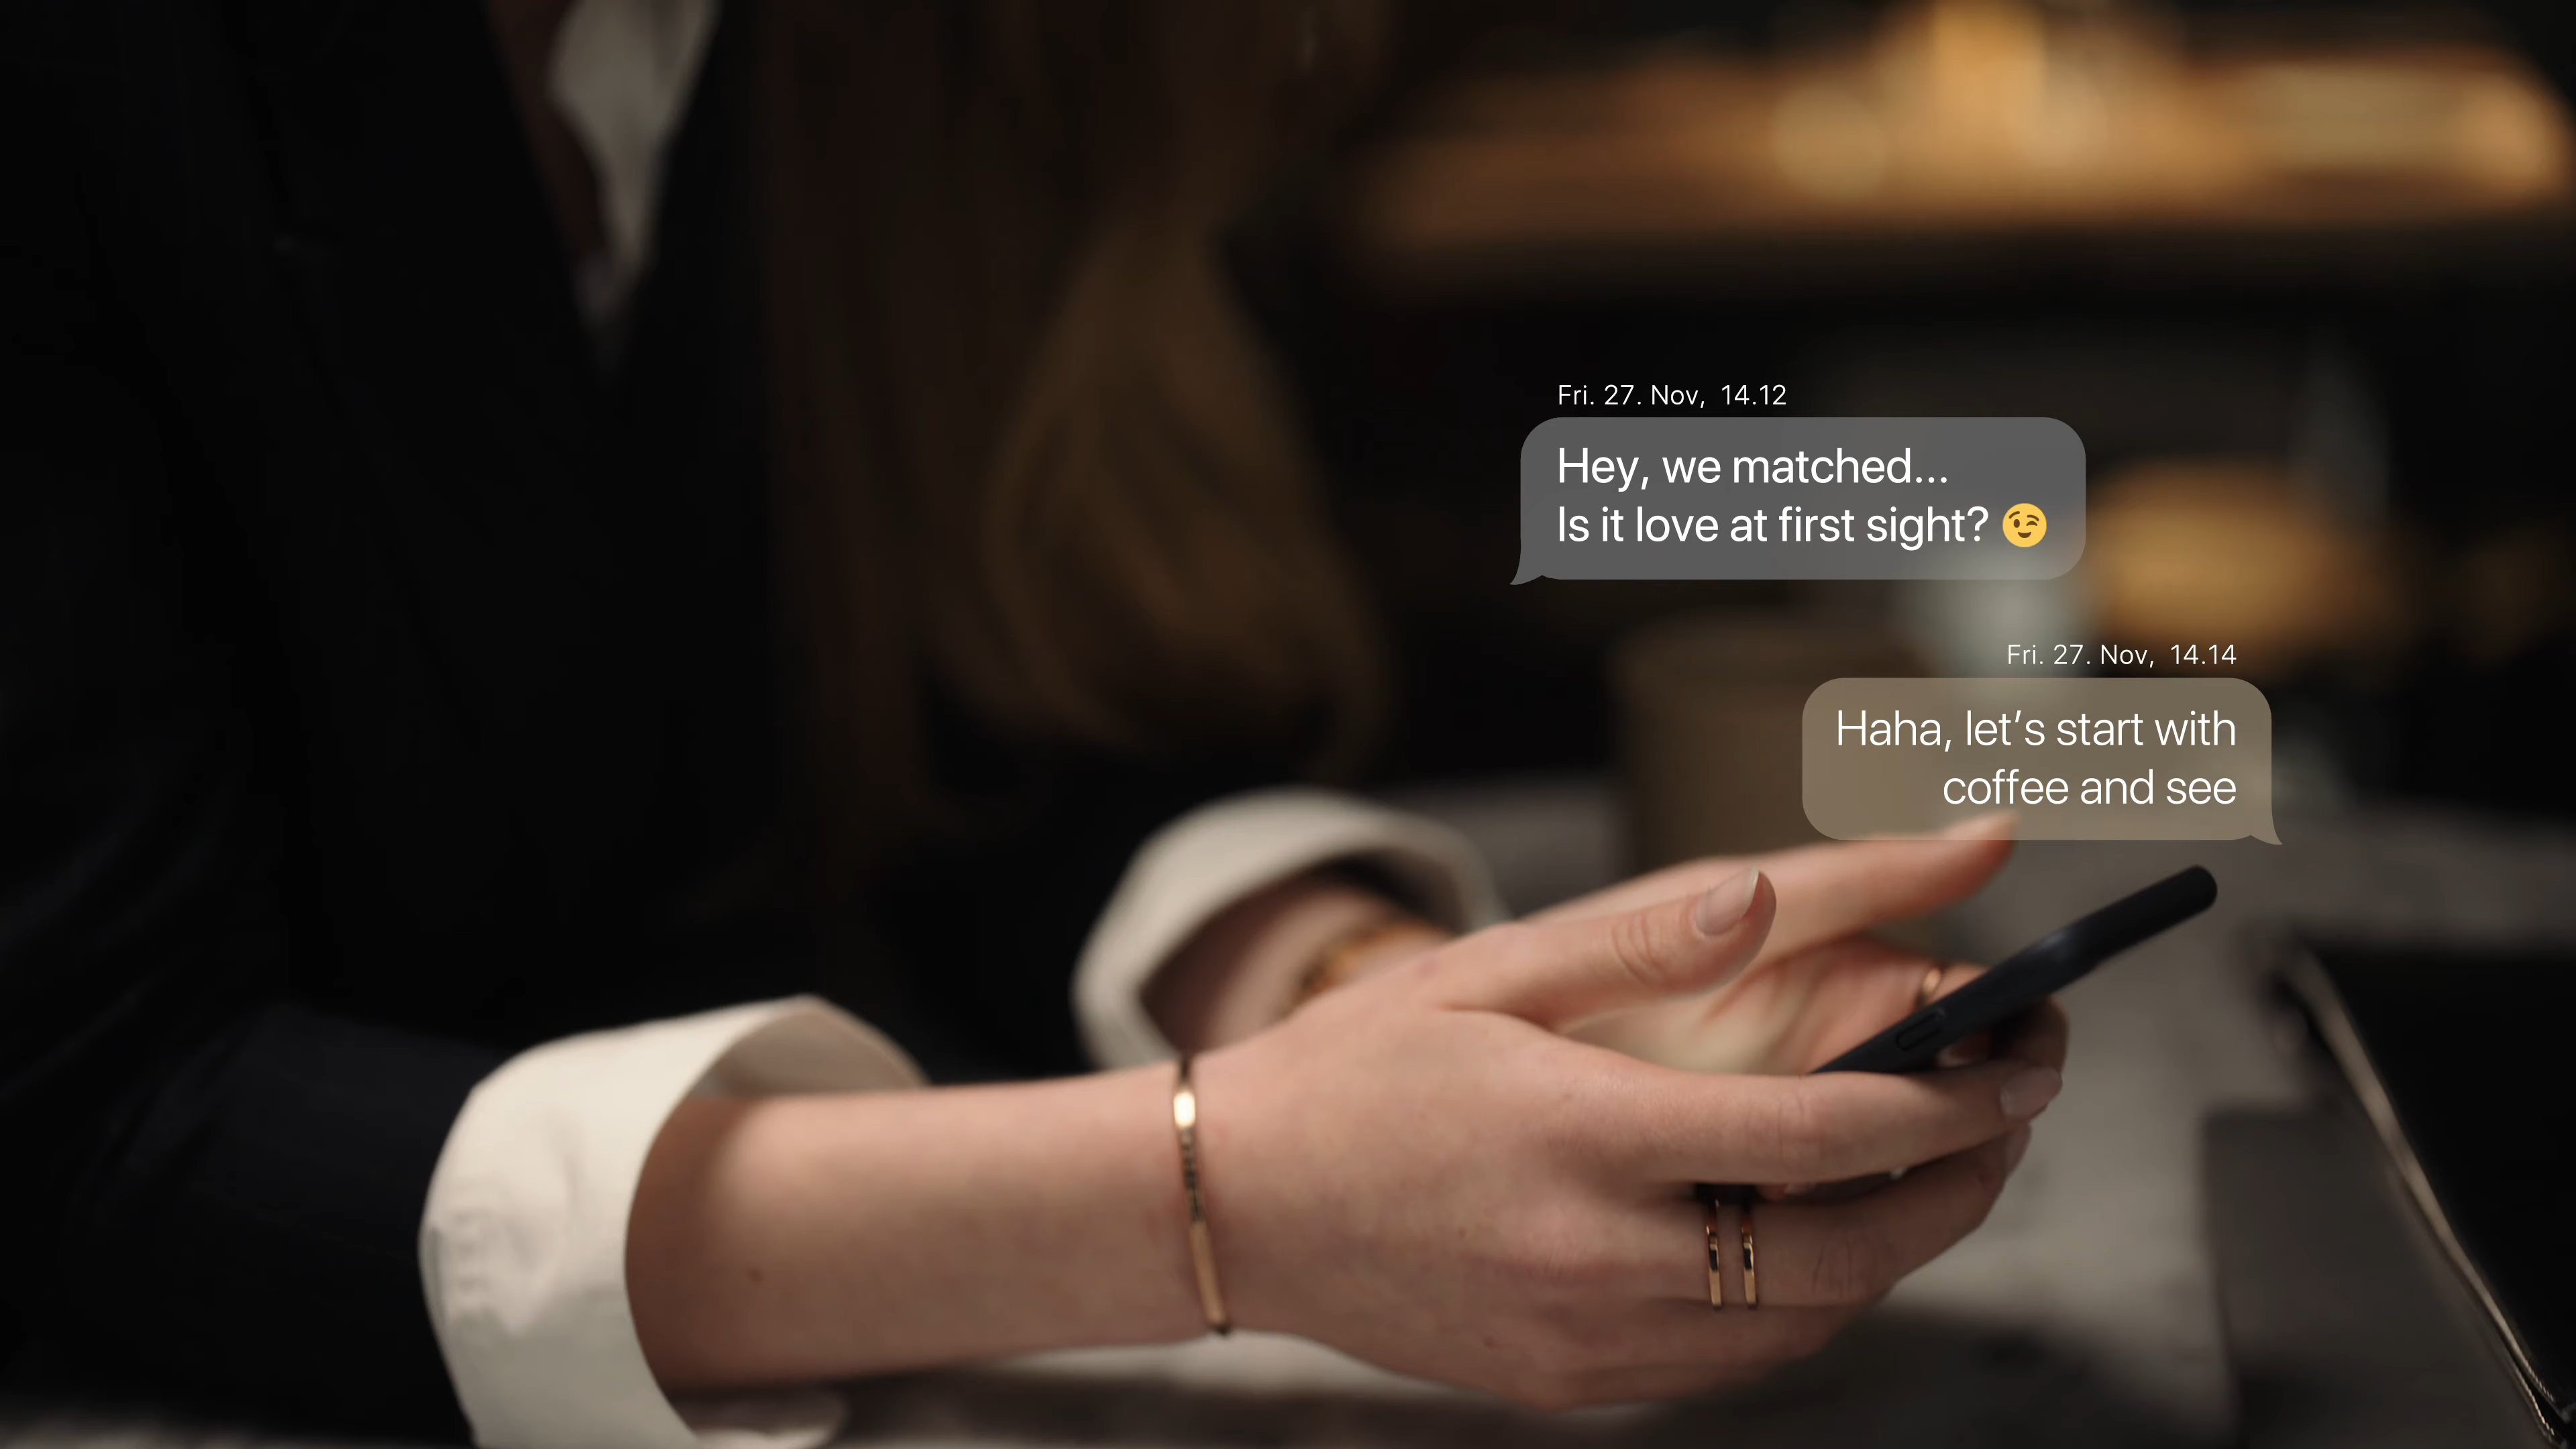 Fri. 27. Nov,  14.12
Hey, we matched...
Is it love at first sight? 😉
Fri. 27. Nov,  14.14
Haha, let’s start with
coffee and see